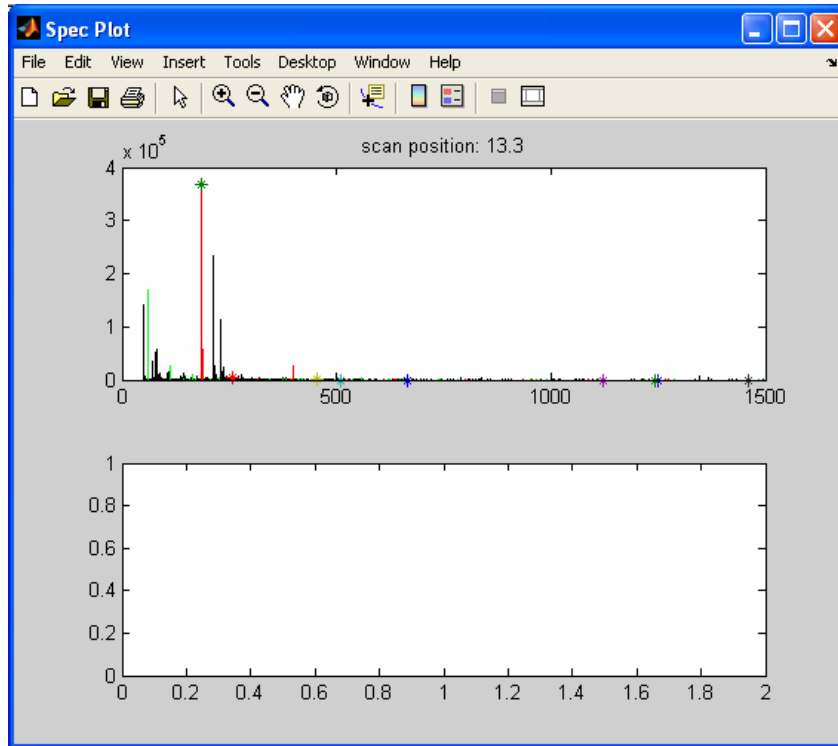 Spec Plot
File Edit View Insert Tools Desktop Window Help
x 10^5
scan position: 13.3
4
3
2
1
0
0 500 1000 1500
1
0.8
0.6
0.4
0.2
0
0 0.2 0.4 0.6 0.8 1 1.2 1.4 1.6 1.8 2